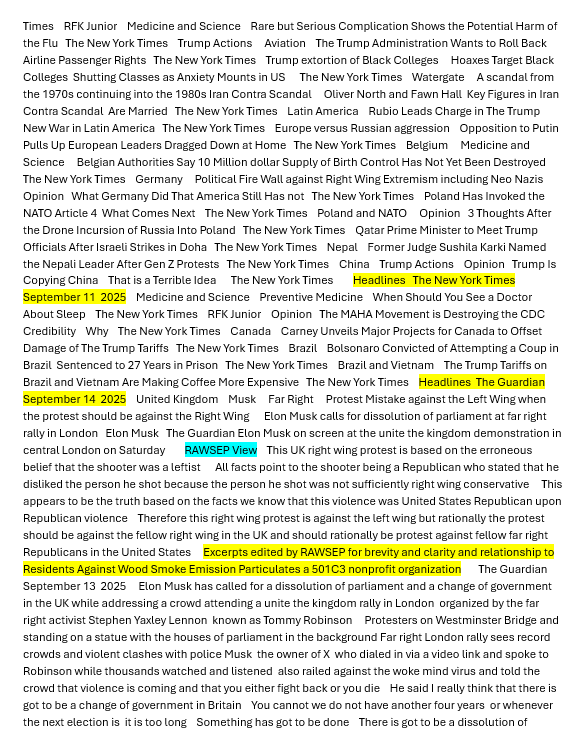 Times RFK Junior Medicine and Science Rare but Serious Complication Shows the Potential Harm of
the Flu The New York Times Trump Actions Aviation The Trump Administration Wants to Roll Back
Airline Passenger Rights The New York Times Trump extortion of Black Colleges Hoaxes Target Black
Colleges Shutting Classes as Anxiety Mounts in US The New York Times Watergate A scandal from
the 1970s continuing into the 1980s Iran Contra Scandal Oliver North and Fawn Hall Key Figures in Iran
Contra Scandal Are Married The New York Times Latin America Rubio Leads Charge in The Trump
New War in Latin America The New York Times Europe versus Russian aggression Opposition to Putin
Pulls Up European Leaders Dragged Down at Home The New York Times Belgium Medicine and
Science Belgian Authorities Say 10 Million dollar Supply of Birth Control Has Not Yet Been Destroyed
The New York Times Germany Political Fire Wall against Right Wing Extremism including Neo Nazis
Opinion What Germany Did That America Still Has not The New York Times Poland Has Invoked the
NATO Article 4 What Comes Next The New York Times Poland and NATO Opinion 3 Thoughts After
the Drone Incursion of Russia Into Poland The New York Times Qatar Prime Minister to Meet Trump
Officials After Israeli Strikes in Doha The New York Times Nepal Former Judge Sushila Karki Named
the Nepali Leader After Gen Z Protests The New York Times China Trump Actions Opinion Trump Is
Copying China That is a Terrible Idea The New York Times Headlines The New York Times
September 11 2025 Medicine and Science Preventive Medicine When Should You See a Doctor
About Sleep The New York Times RFK Junior Opinion The MAHA Movement is Destroying the CDC
Credibility Why The New York Times Canada Carney Unveils Major Projects for Canada to Offset
Damage of The Trump Tariffs The New York Times Brazil Bolsonaro Convicted of Attempting a Coup in
Brazil Sentenced to 27 Years in Prison The New York Times Brazil and Vietnam The Trump Tariffs on
Brazil and Vietnam Are Making Coffee More Expensive The New York Times Headlines The Guardian
September 14 2025 United Kingdom Musk Far Right Protest Mistake against the Left Wing when
the protest should be against the Right Wing Elon Musk calls for dissolution of parliament at far right
rally in London Elon Musk The Guardian Elon Musk on screen at the unite the kingdom demonstration in
central London on Saturday RAWSEP View This UK right wing protest is based on the erroneous
belief that the shooter was a leftist All facts point to the shooter being a Republican who stated that he
disliked the person he shot because the person he shot was not sufficiently right wing conservative This
appears to be the truth based on the facts we know that this violence was United States Republican upon
Republican violence Therefore this right wing protest is against the left wing but rationally the protest
should be against the fellow right wing in the UK and should rationally be protest against fellow far right
Republicans in the United States Excerpts edited by RAWSEP for brevity and clarity and relationship to
Residents Against Wood Smoke Emission Particulates a 501C3 nonprofit organization The Guardian
September 13 2025 Elon Musk has called for a dissolution of parliament and a change of government
in the UK while addressing a crowd attending a unite the kingdom rally in London organized by the far
right activist Stephen Yaxley Lennon known as Tommy Robinson Protesters on Westminster Bridge and
standing on a statue with the houses of parliament in the background Far right London rally sees record
crowds and violent clashes with police Musk the owner of X who dialed in via a video link and spoke to
Robinson while thousands watched and listened also railed against the woke mind virus and told the
crowd that violence is coming and that you either fight back or you die He said I really think that there is
got to be a change of government in Britain You cannot we do not have another four years or whenever
the next election is it is too long Something has got to be done There is got to be a dissolution of